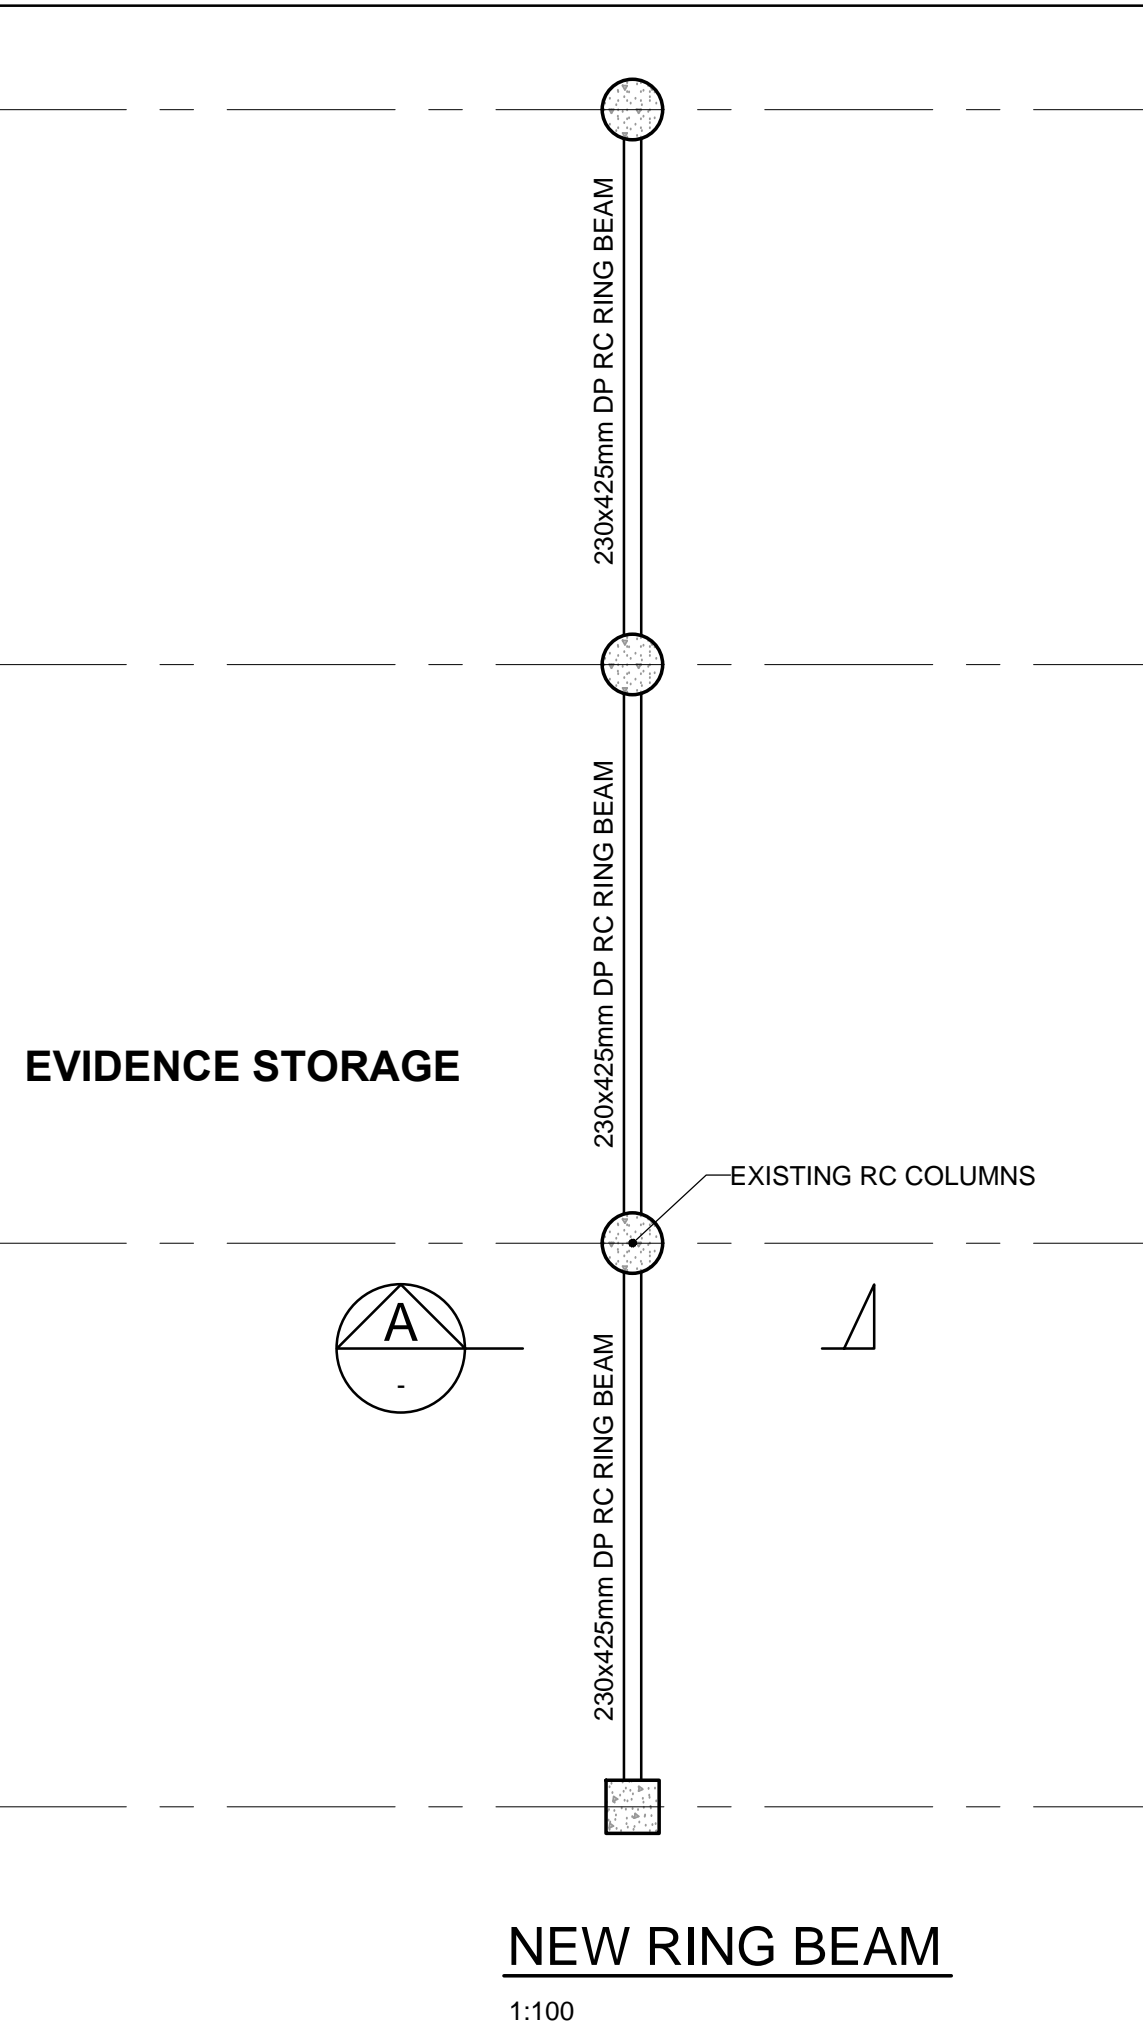 230x425mm DP RC RING BEAM
230x425mm DP RC RING BEAM
EVIDENCE STORAGE
EXISTING RC COLUMNS
A
-
230x425mm DP RC RING BEAM
NEW RING BEAM
1:100